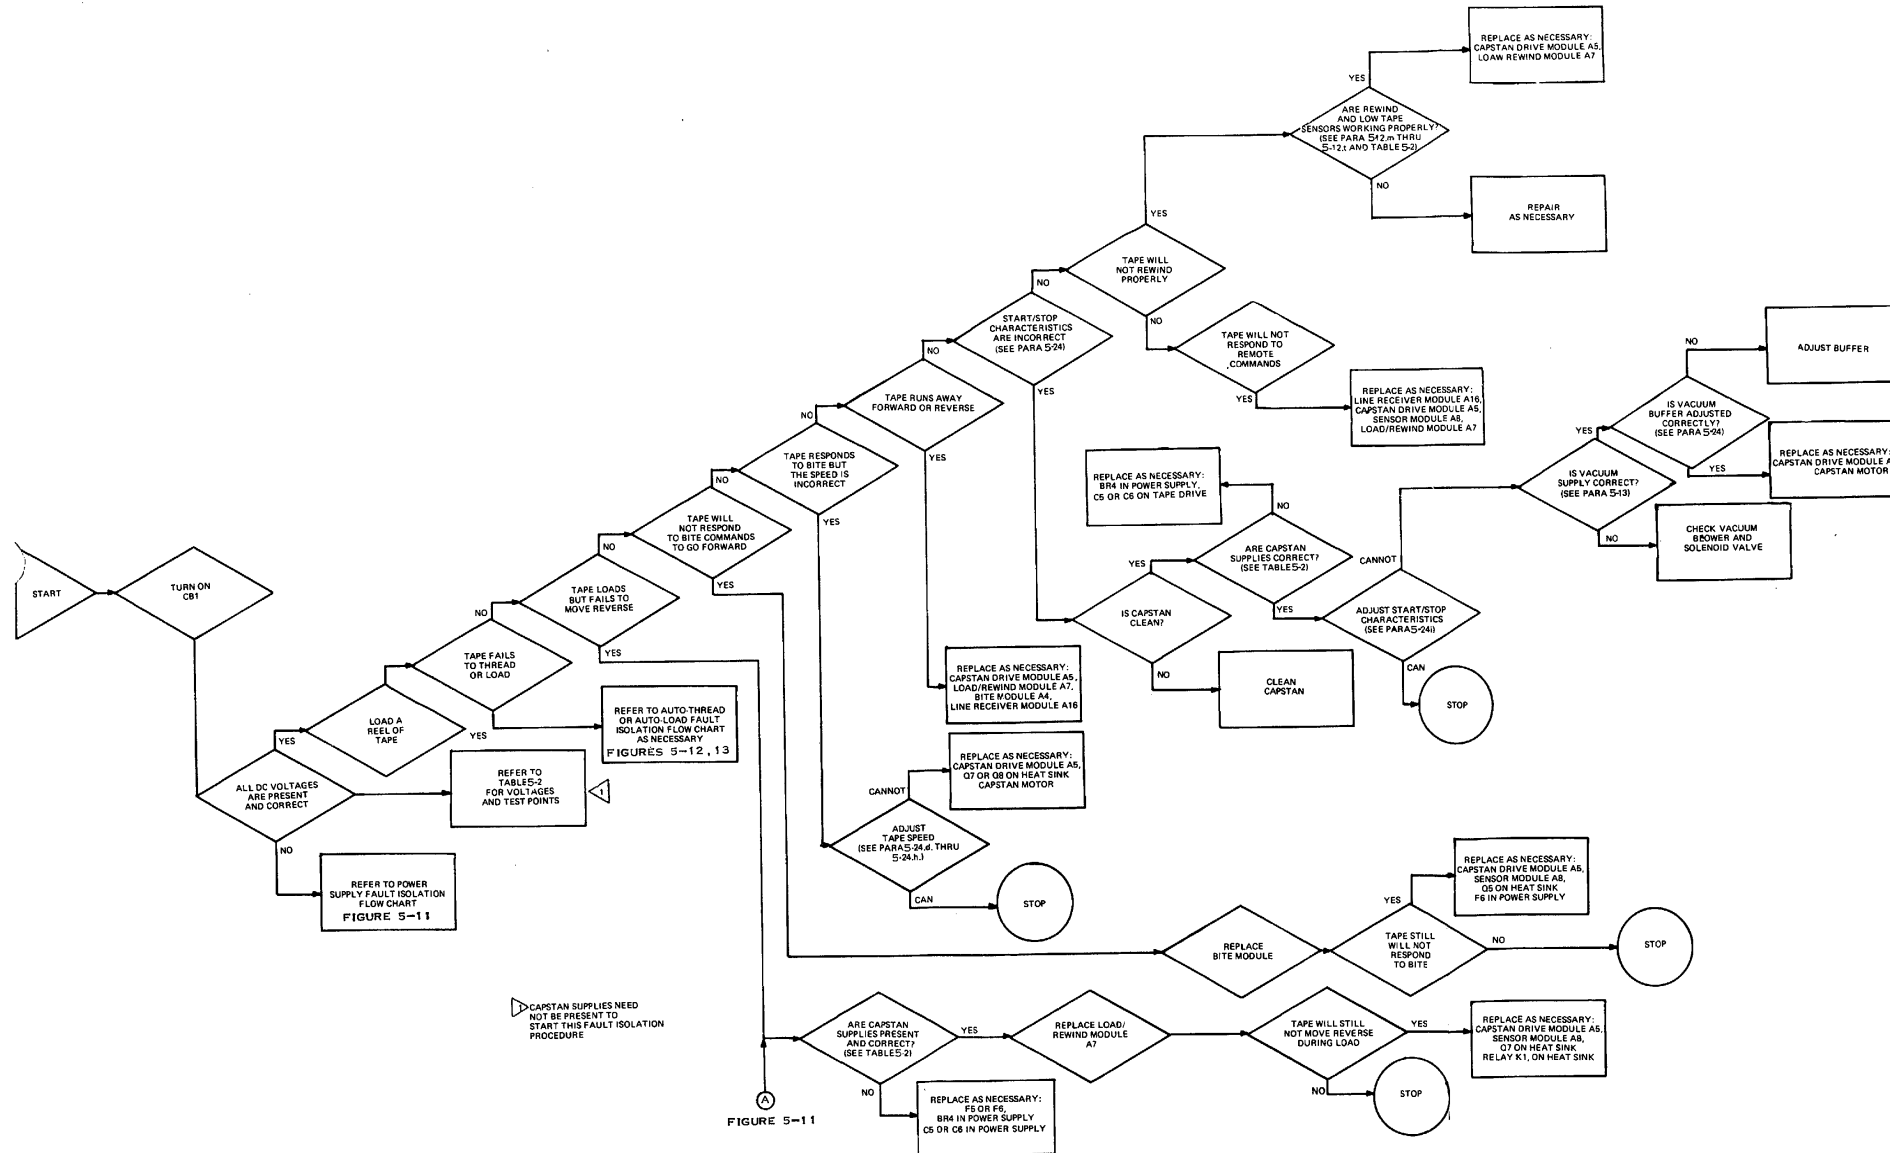 START
TURN ON
CB1
ALL DC VOLTAGES
ARE PRESENT
AND CORRECT
YES
NO
REFER TO POWER
SUPPLY FAULT ISOLATION
FLOW CHART
FIGURE 5-11
REFER TO
TABLE5-2
FOR VOLTAGES
AND TEST POINTS
1
LOAD A
REEL OF
TAPE
TAPE FAILS
TO THREAD
OR LOAD
NO
YES
REFER TO AUTO-THREAD
OR AUTO-LOAD FAULT
ISOLATION FLOW CHART
AS NECESSARY
FIGURES 5-12, 13
TAPE LOADS
BUT FAILS TO
MOVE REVERSE
NO
YES
TAPE WILL
NOT RESPOND
TO BITE COMMANDS
TO GO FORWARD
NO
YES
TAPE RESPONDS
TO BITE BUT
THE SPEED IS
INCORRECT
NO
YES
TAPE RUNS AWAY
FORWARD OR REVERSE
NO
YES
START/STOP
CHARACTERISTICS
ARE INCORRECT
(SEE PARA 5-24)
NO
YES
TAPE WILL
NOT REWIND
PROPERLY
YES
NO
ARE REWIND
AND LOW TAPE
SENSORS WORKING PROPERLY?
(SEE PARA 5-12.m THRU
5-12.t AND TABLE 5-2)
YES
NO
REPLACE AS NECESSARY:
CAPSTAN DRIVE MODULE A5,
LOAW REWIND MODULE A7
REPAIR
AS NECESSARY
TAPE WILL NOT
RESPOND TO
REMOTE
COMMANDS
YES
REPLACE AS NECESSARY:
LINE RECEIVER MODULE A16,
CAPSTAN DRIVE MODULE A5,
SENSOR MODULE A8,
LOAD/REWIND MODULE A7
IS CAPSTAN
CLEAN?
YES
NO
CLEAN
CAPSTAN
ARE CAPSTAN
SUPPLIES CORRECT?
(SEE TABLE5-2)
NO
YES
REPLACE AS NECESSARY:
BR4 IN POWER SUPPLY,
C5 OR C6 ON TAPE DRIVE
ADJUST START/STOP
CHARACTERISTICS
(SEE PARA5-24i)
CANNOT
CAN
STOP
IS VACUUM
SUPPLY CORRECT?
(SEE PARA 5-13)
YES
NO
CHECK VACUUM
BLOWER AND
SOLENOID VALVE
IS VACUUM
BUFFER ADJUSTED
CORRECTLY?
(SEE PARA 5-24)
NO
YES
ADJUST BUFFER
REPLACE AS NECESSARY:
CAPSTAN DRIVE MODULE A
CAPSTAN MOTOR
REPLACE AS NECESSARY:
CAPSTAN DRIVE MODULE A5,
LOAD/REWIND MODULE A7,
BITE MODULE A4,
LINE RECEIVER MODULE A16
REPLACE AS NECESSARY:
CAPSTAN DRIVE MODULE A5,
Q7 OR Q8 ON HEAT SINK
CAPSTAN MOTOR
CANNOT
ADJUST
TAPE SPEED
(SEE PARA5-24.d. THRU
5-24.h.)
CAN
STOP
REPLACE
BITE MODULE
TAPE STILL
WILL NOT
RESPOND
TO BITE
YES
NO
REPLACE AS NECESSARY:
CAPSTAN DRIVE MODULE A5,
SENSOR MODULE A8,
Q5 ON HEAT SINK
F6 IN POWER SUPPLY
STOP
1 CAPSTAN SUPPLIES NEED
NOT BE PRESENT TO
START THIS FAULT ISOLATION
PROCEDURE
ARE CAPSTAN
SUPPLIES PRESENT
AND CORRECT?
(SEE TABLE5-2)
YES
NO
REPLACE AS NECESSARY:
F5 OR F6,
BR4 IN POWER SUPPLY
C5 OR C6 IN POWER SUPPLY
REPLACE LOAD/
REWIND MODULE
A7
TAPE WILL STILL
NOT MOVE REVERSE
DURING LOAD
YES
NO
REPLACE AS NECESSARY:
CAPSTAN DRIVE MODULE A5,
SENSOR MODULE A8,
Q7 ON HEAT SINK
RELAY K1, ON HEAT SINK
STOP
A
FIGURE 5-11